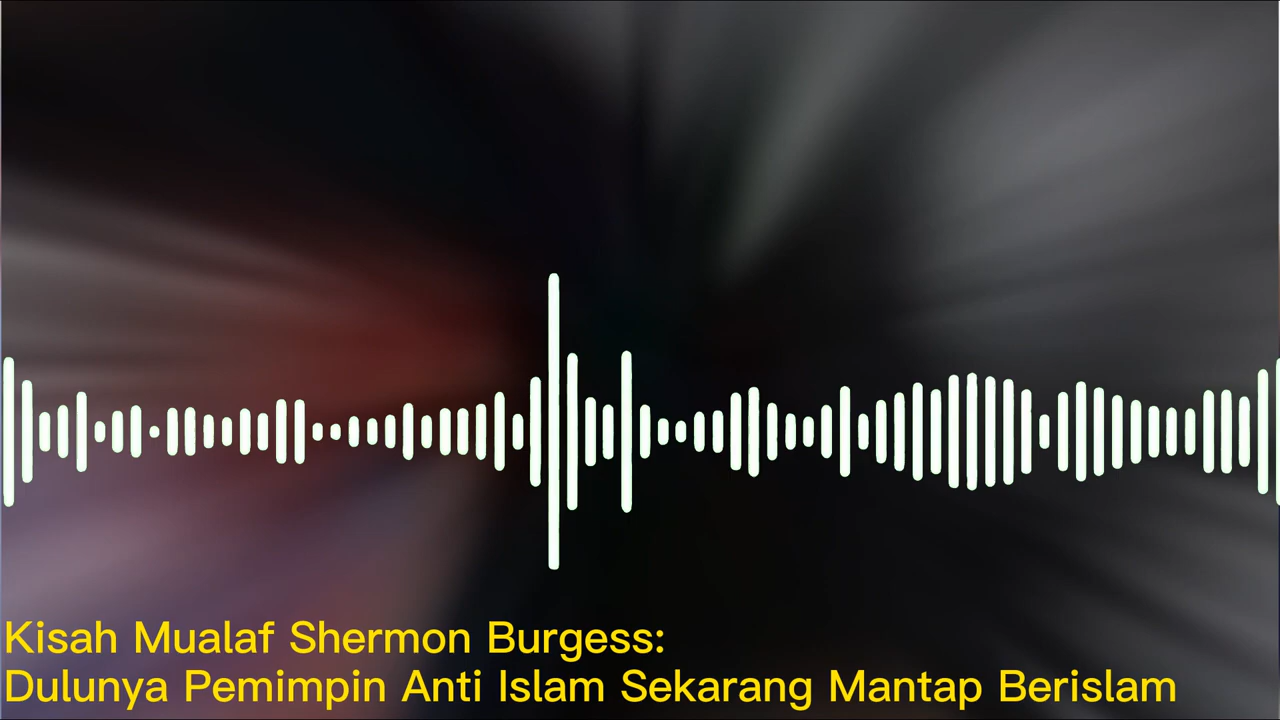 Kisah Mualaf Shermon Burgess:
Dulunya Pemimpin Anti Islam Sekarang Mantap Berislam